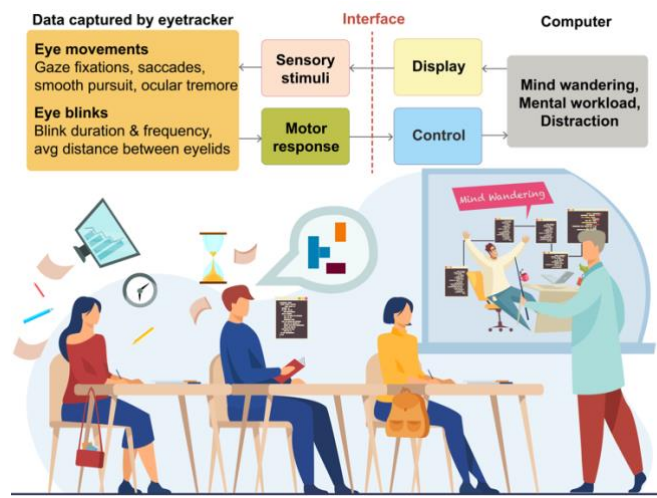 Data captured by eyetracker
Interface
Computer
Eye movements
Gaze fixations, saccades,
smooth pursuit, ocular tremore
Eye blinks
Blink duration & frequency,
avg distance between eyelids
Sensory
stimuli
Motor
response
Display
Control
Mind wandering,
Mental workload,
Distraction
Mind Wandering